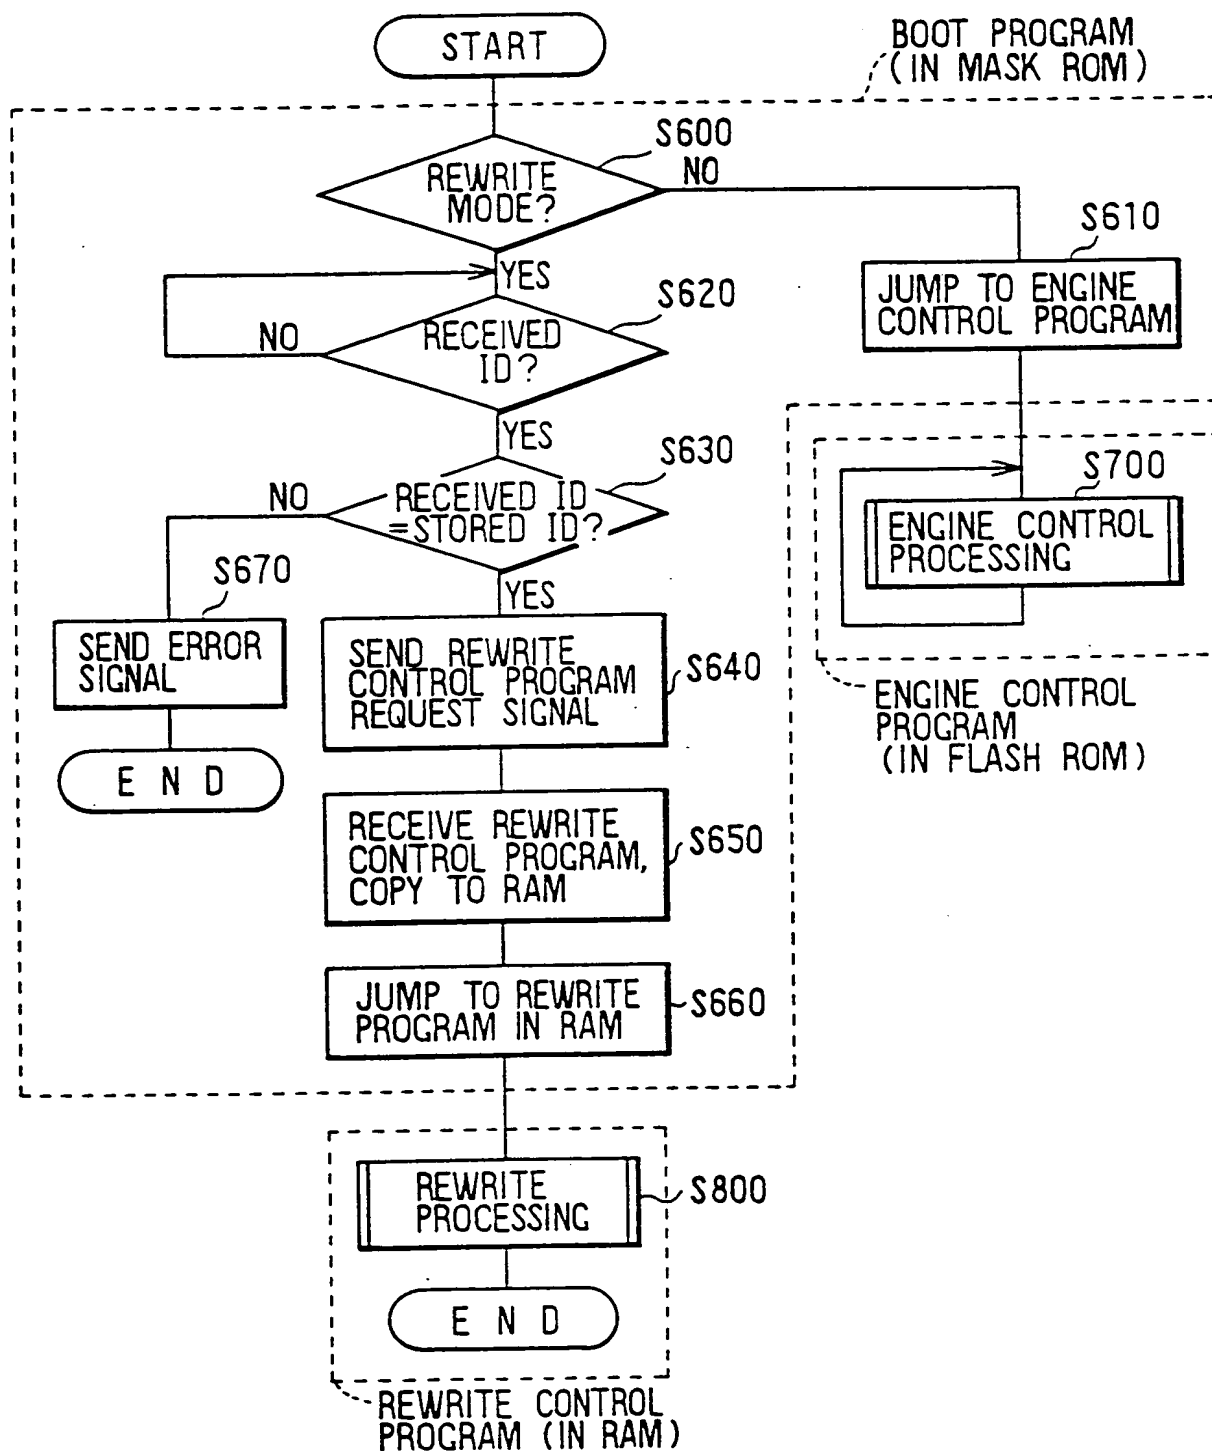 START
BOOT PROGRAM
(IN MASK ROM)
S600
REWRITE
MODE?
NO
YES
S610
JUMP TO ENGINE
CONTROL PROGRAM
S620
RECEIVED
ID?
NO
YES
S630
RECEIVED ID
=STORED ID?
NO
YES
S700
ENGINE CONTROL
PROCESSING
ENGINE CONTROL
PROGRAM
(IN FLASH ROM)
S670
SEND ERROR
SIGNAL
END
SEND REWRITE
CONTROL PROGRAM
REQUEST SIGNAL
S640
RECEIVE REWRITE
CONTROL PROGRAM,
COPY TO RAM
S650
JUMP TO REWRITE
PROGRAM IN RAM
S660
REWRITE
PROCESSING
S800
END
REWRITE CONTROL
PROGRAM (IN RAM)